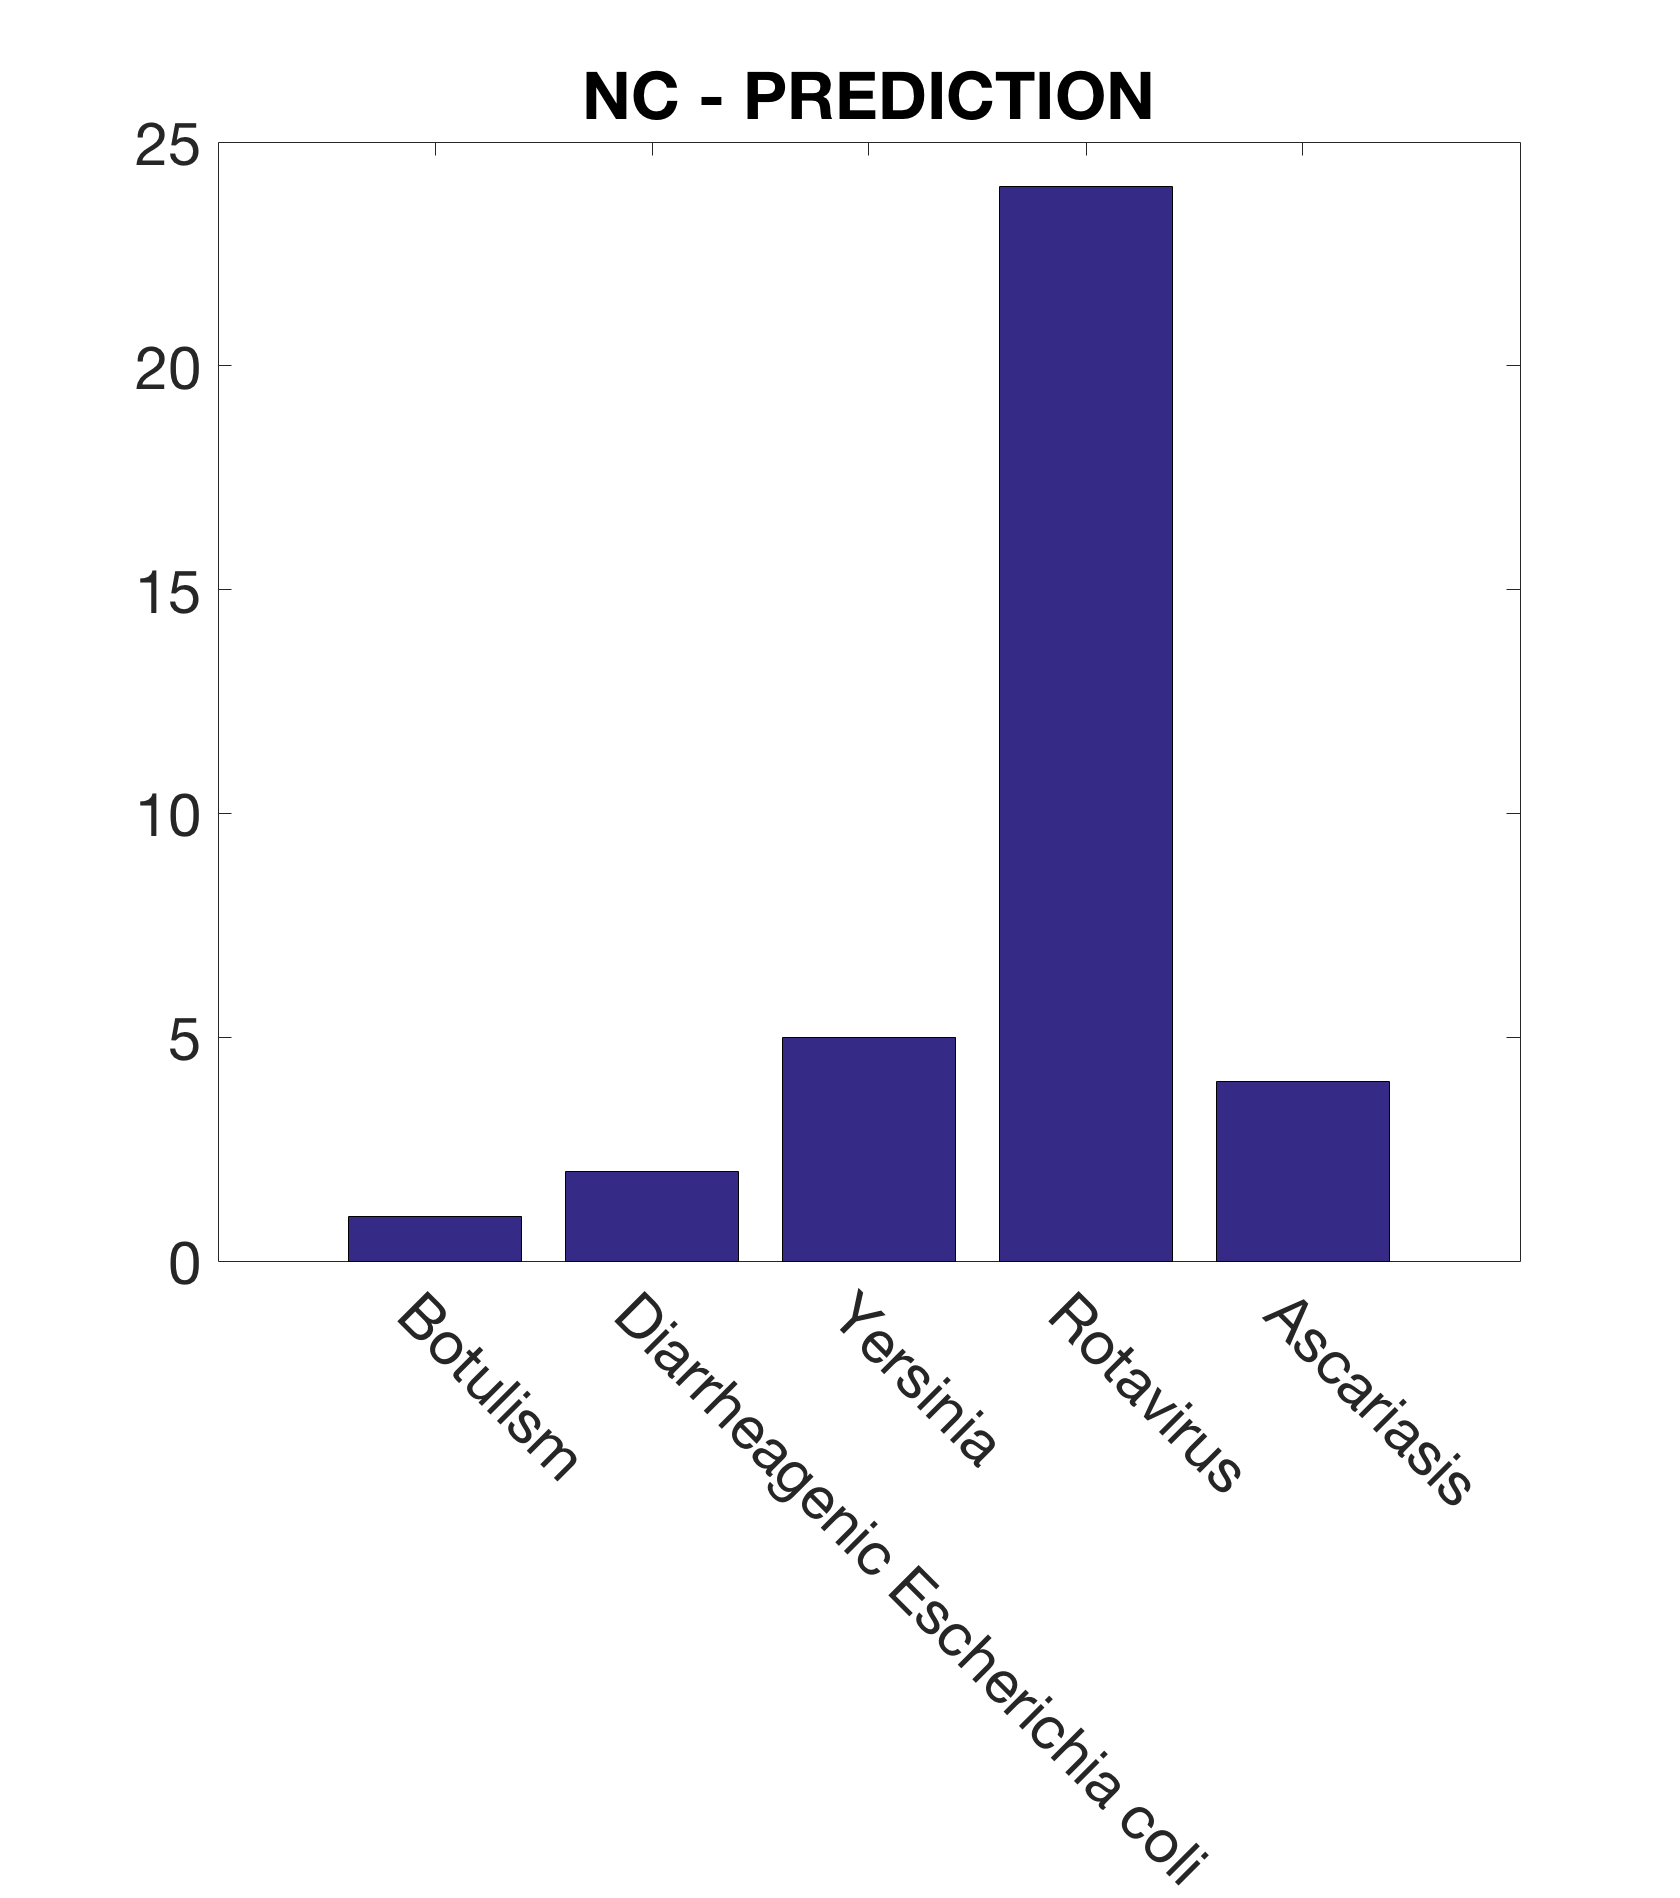 NC - PREDICTION
25
20
15
10
5
0
Botulism
Diarrheagenic Escherichia coli
Yersinia
Rotavirus
Ascariasis